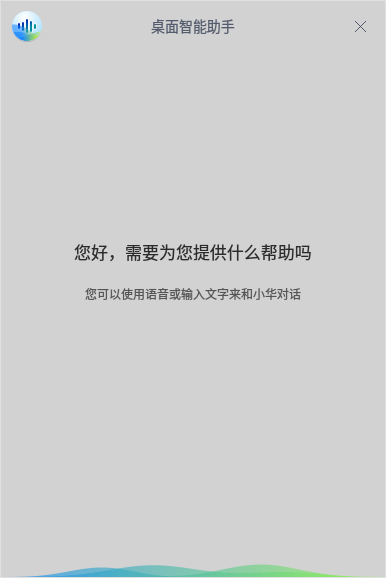 桌面智能助手
您好，需要为您提供什么帮助吗
您可以使用语音或输入文字来和小华对话